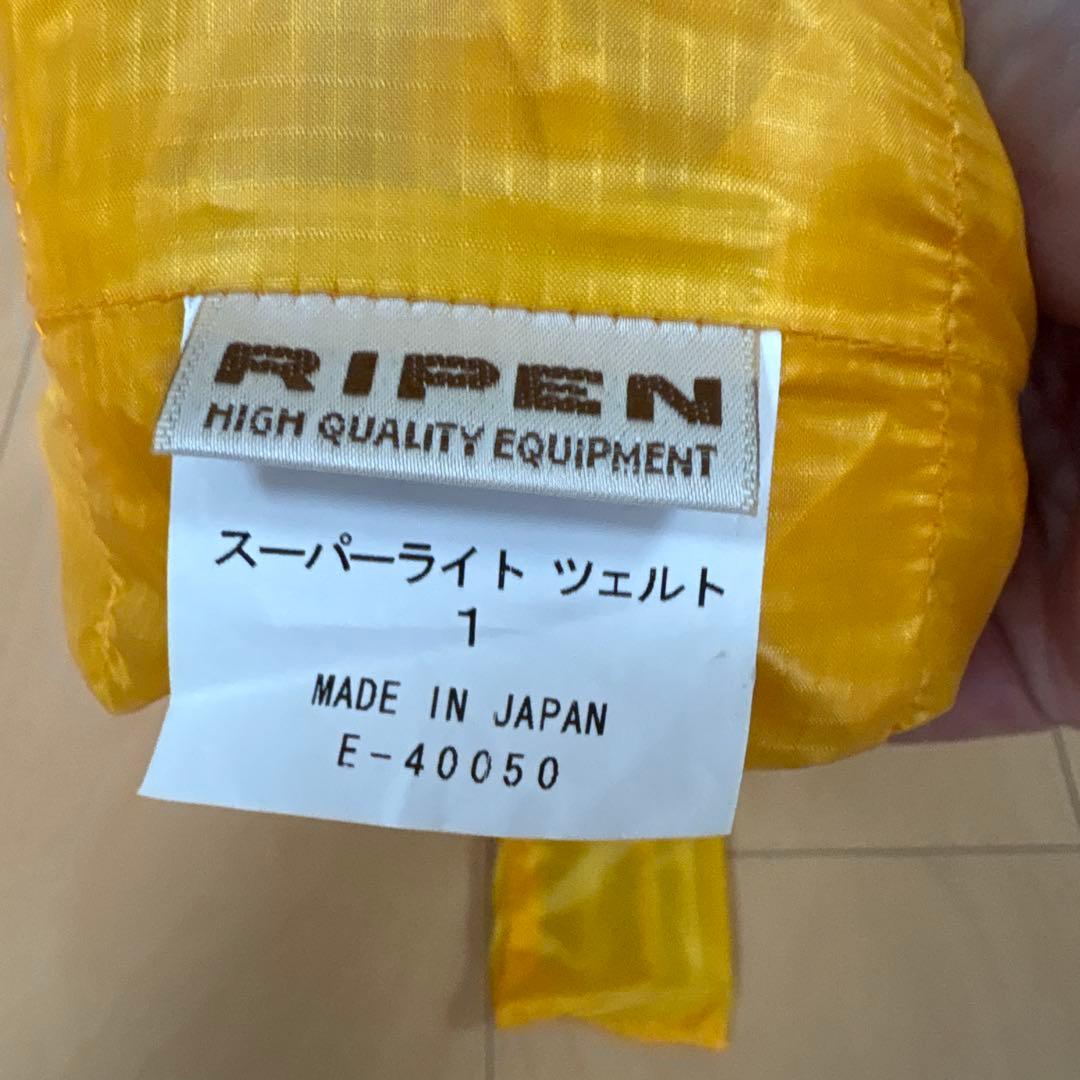 RIPEN
HIGH QUALITY EQUIPMENT
スーパーライト ツェルト
1
MADE IN JAPAN
E-40050